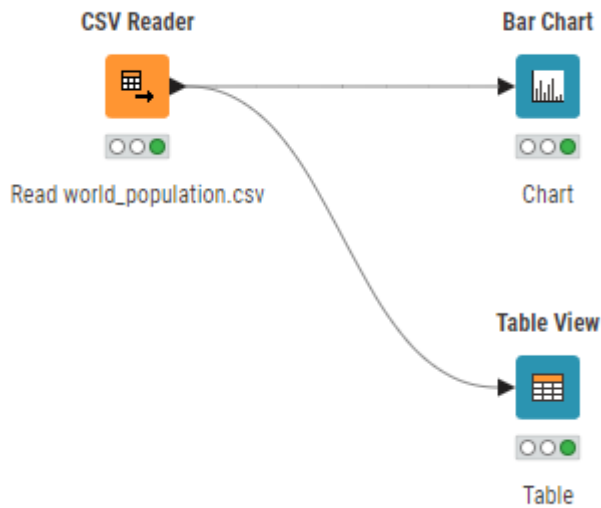 CSV Reader
Bar Chart
Read world_population.csv
Chart
Table View
Table